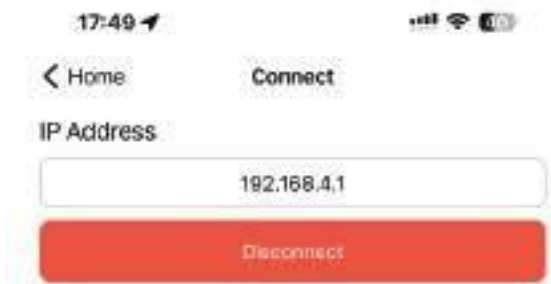 17:49
Home
Connect
IP Address
192.168.4.1
Disconnect